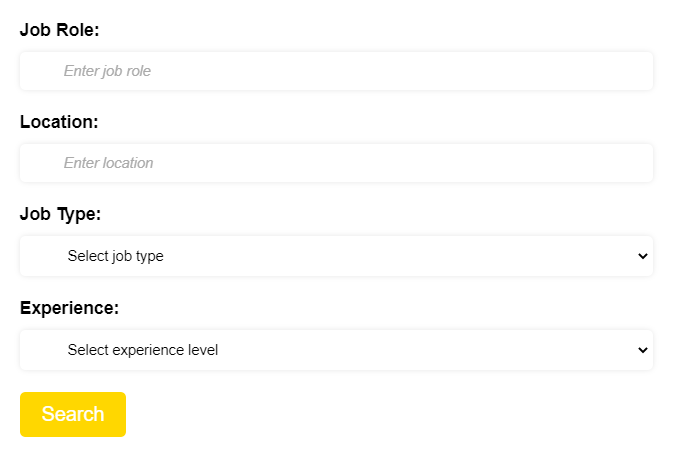 Job Role:
Enter job role
Location:
Enter location
Job Type:
Select job type
Experience:
Select experience level
Search